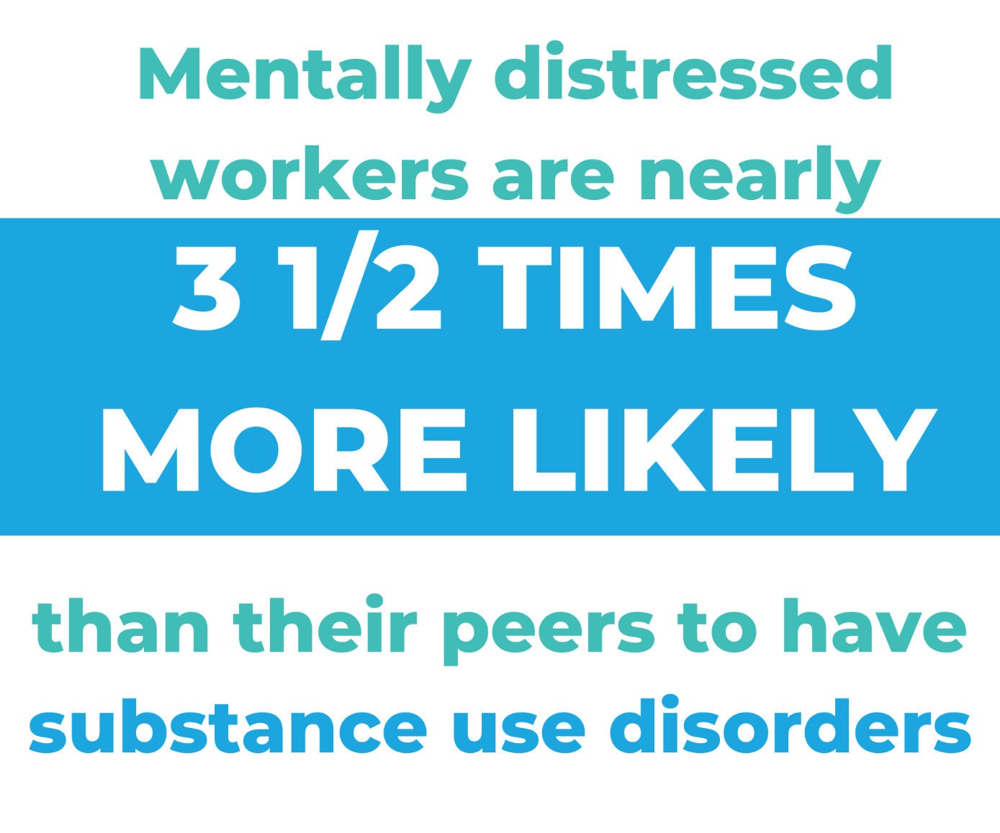 Mentally distressed
workers are nearly
3 1/2 TIMES
MORE LIKELY
than their peers to have
substance use disorders